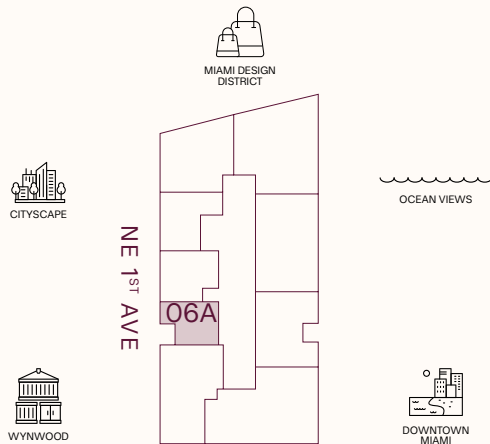 MIAMI DESIGN
DISTRICT
CITYSCAPE
OCEAN VIEWS
NE 1ST AVE
06A
WYNWOOD
DOWNTOWN
MIAMI